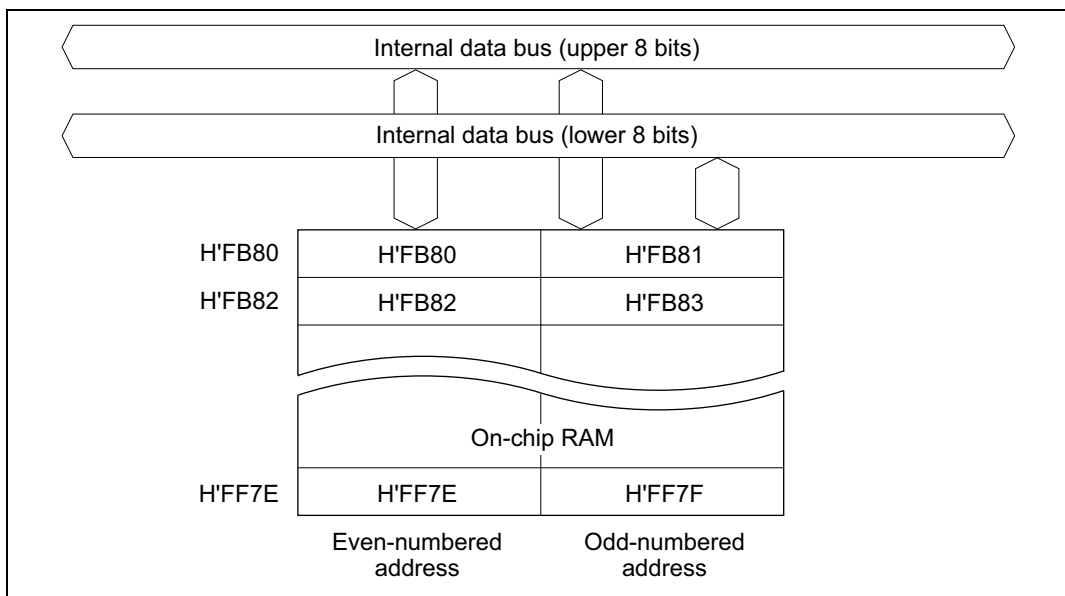 Internal data bus (upper 8 bits)
Internal data bus (lower 8 bits)
H'FB80 H'FB80 H'FB81
H'FB82 H'FB82 H'FB83
On-chip RAM
H'FF7E H'FF7E H'FF7F
Even-numbered address
Odd-numbered address